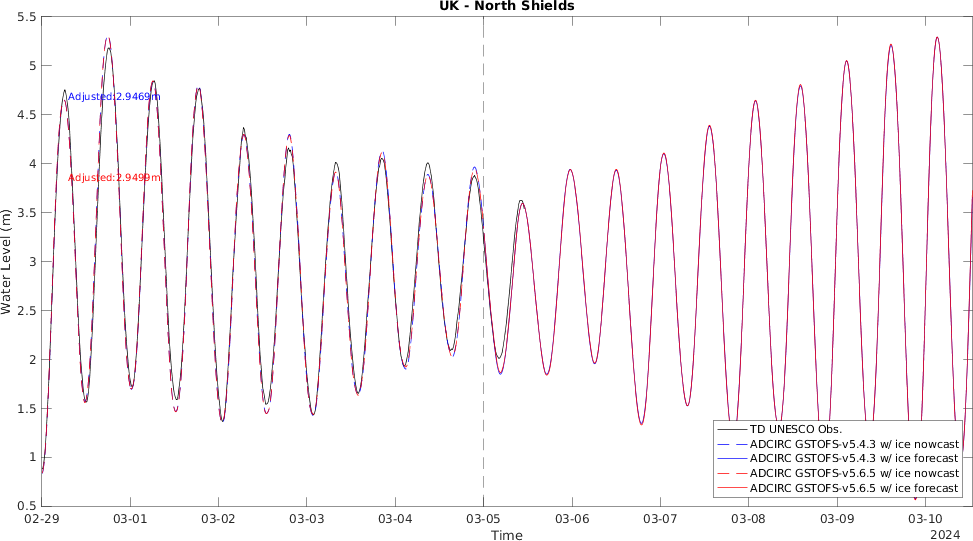 UK - North Shields
5.5
5
4.5
4
3.5
3
2.5
2
1.5
1
0.5
Water Level (m)
Adjusted:2.9469m
Adjusted:2.9499m
TD UNESCO Obs.
ADCIRC GSTOFS-v5.4.3 w/ ice nowcast
ADCIRC GSTOFS-v5.4.3 w/ ice forecast
ADCIRC GSTOFS-v5.6.5 w/ ice nowcast
ADCIRC GSTOFS-v5.6.5 w/ ice forecast
02-29 03-01 03-02 03-03 03-04 03-05 03-06 03-07 03-08 03-09 03-10
2024
Time